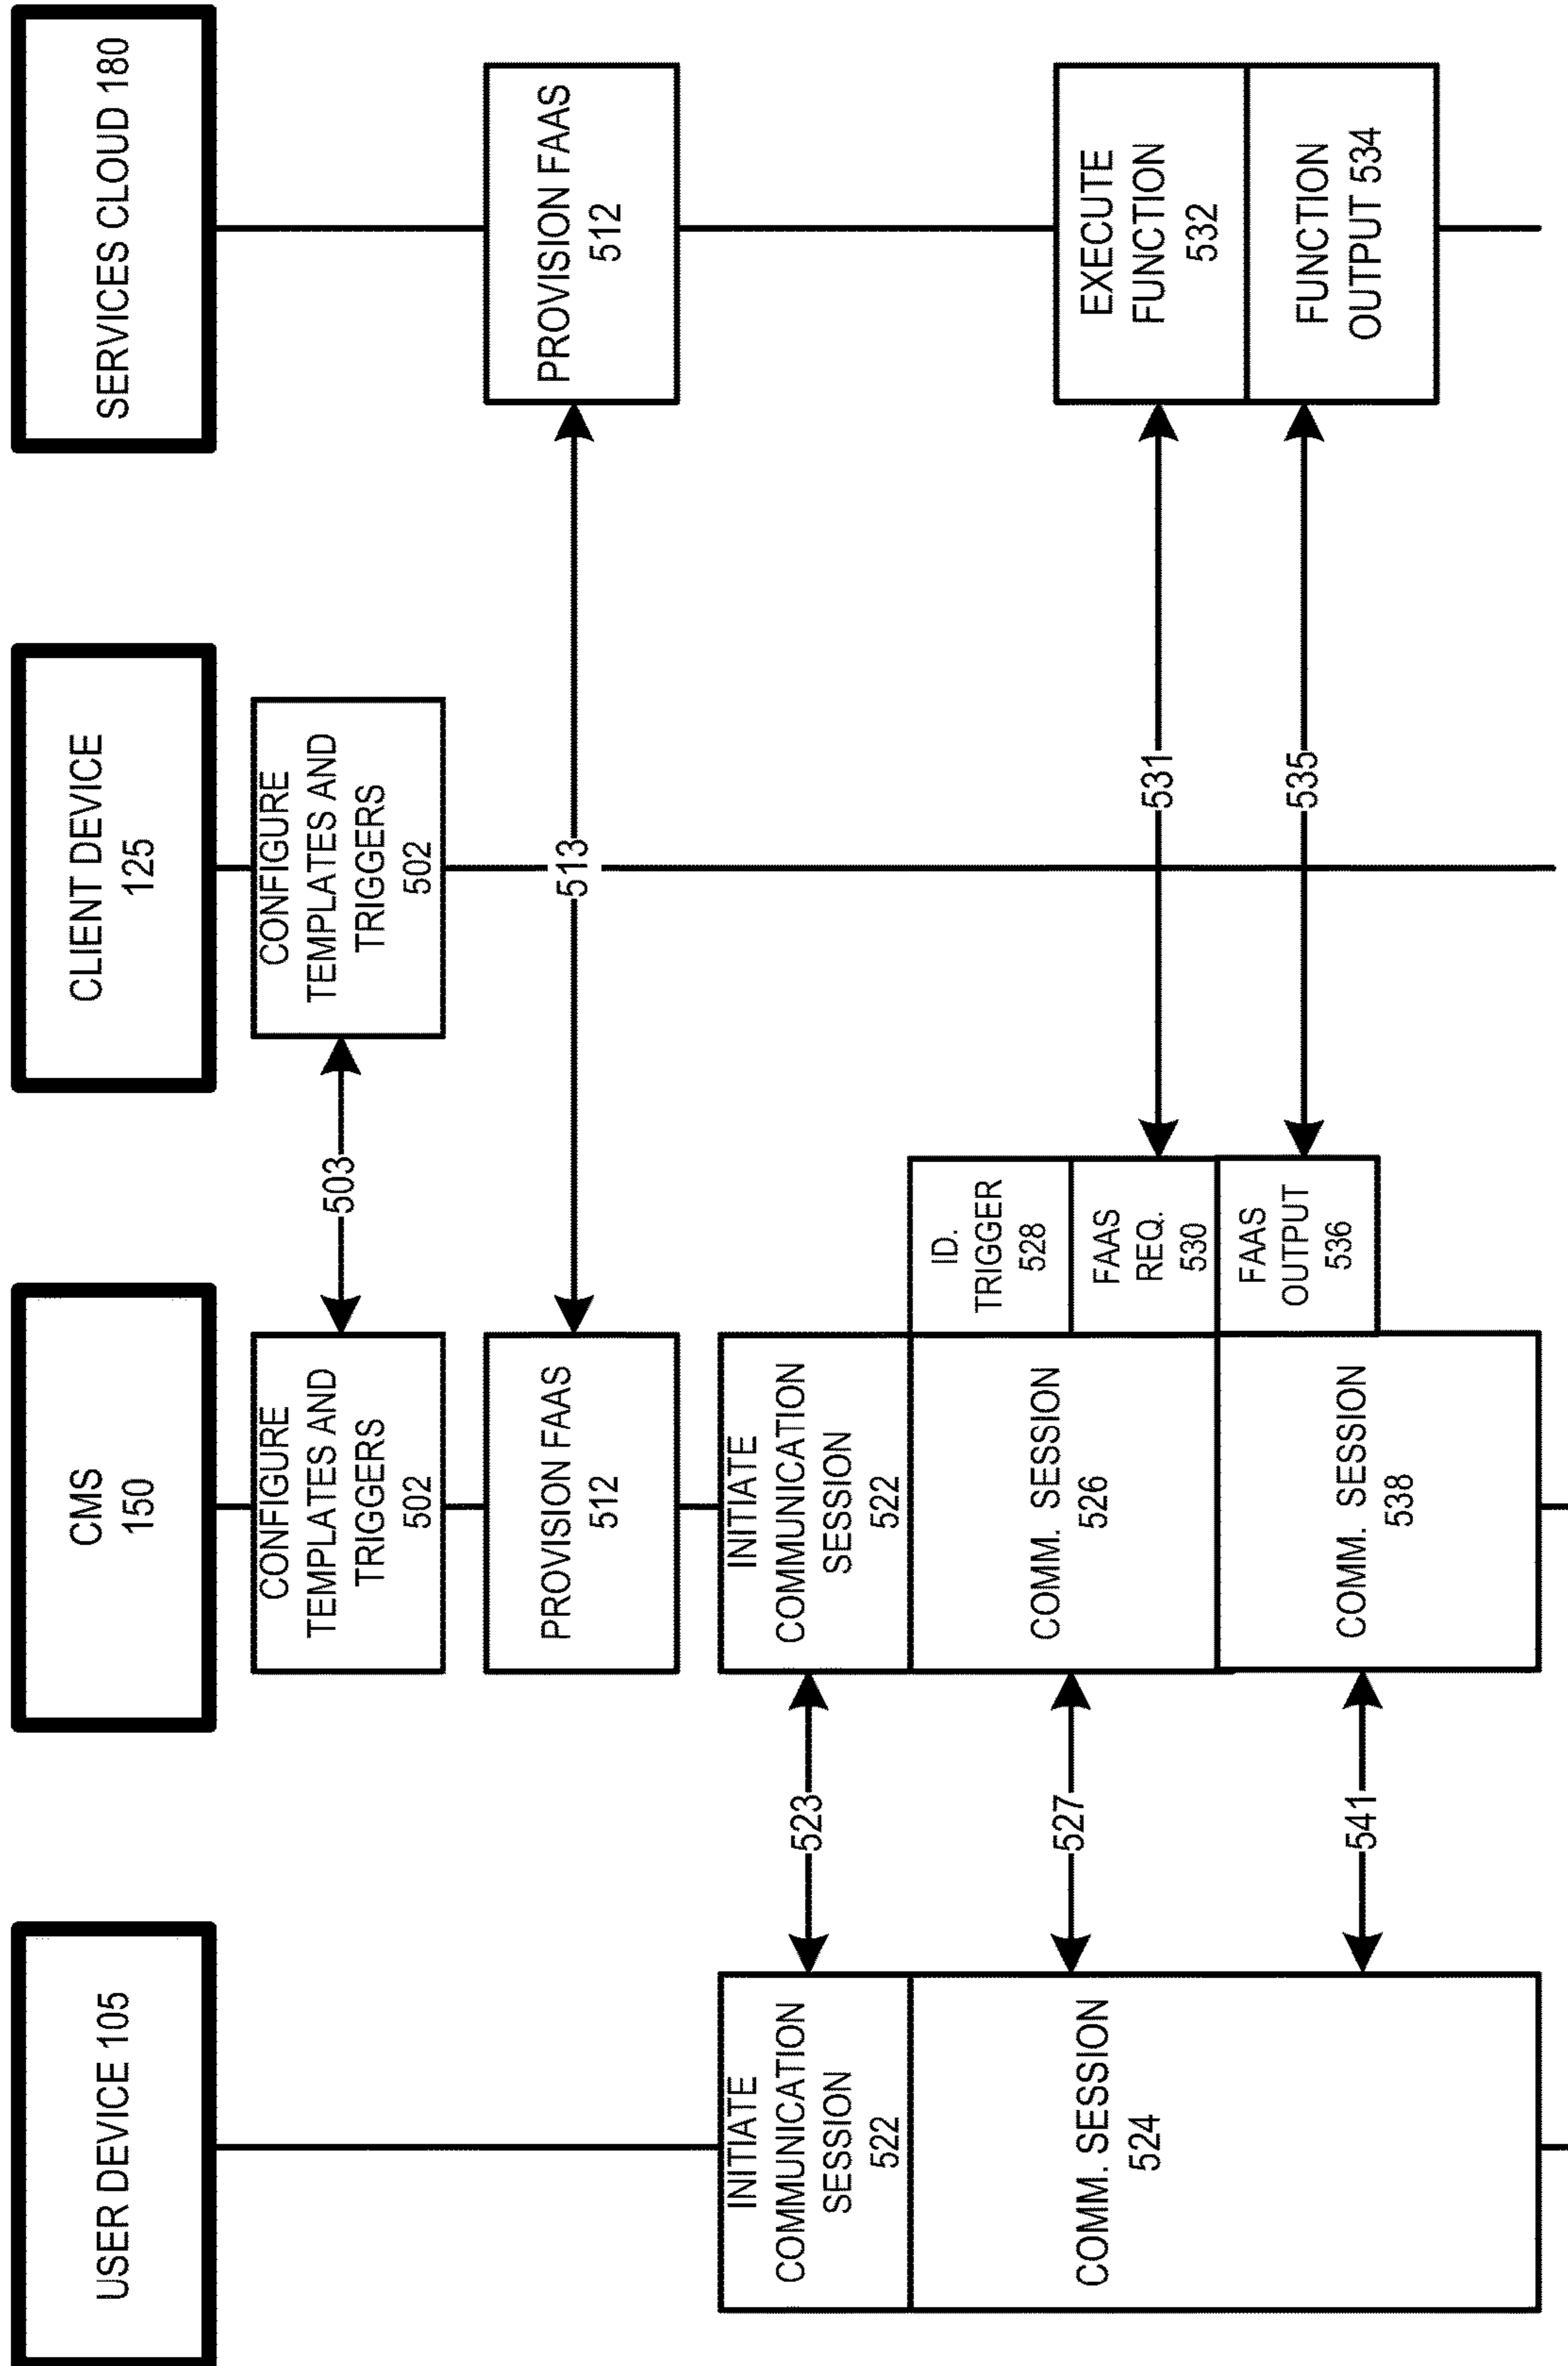 USER DEVICE 105
CMS
150
CLIENT DEVICE
125
SERVICES CLOUD 180
CONFIGURE
TEMPLATES AND
TRIGGERS
502
503
CONFIGURE
TEMPLATES AND
TRIGGERS
502
PROVISION FAAS
512
513
PROVISION FAAS
512
INITIATE
COMMUNICATION
SESSION
522
523
INITIATE
COMMUNICATION
SESSION
522
COMM. SESSION
524
527
COMM. SESSION
526
ID.
TRIGGER
528
FAAS
REQ.
530
531
EXECUTE
FUNCTION
532
541
COMM. SESSION
538
FAAS
OUTPUT
536
535
FUNCTION
OUTPUT 534